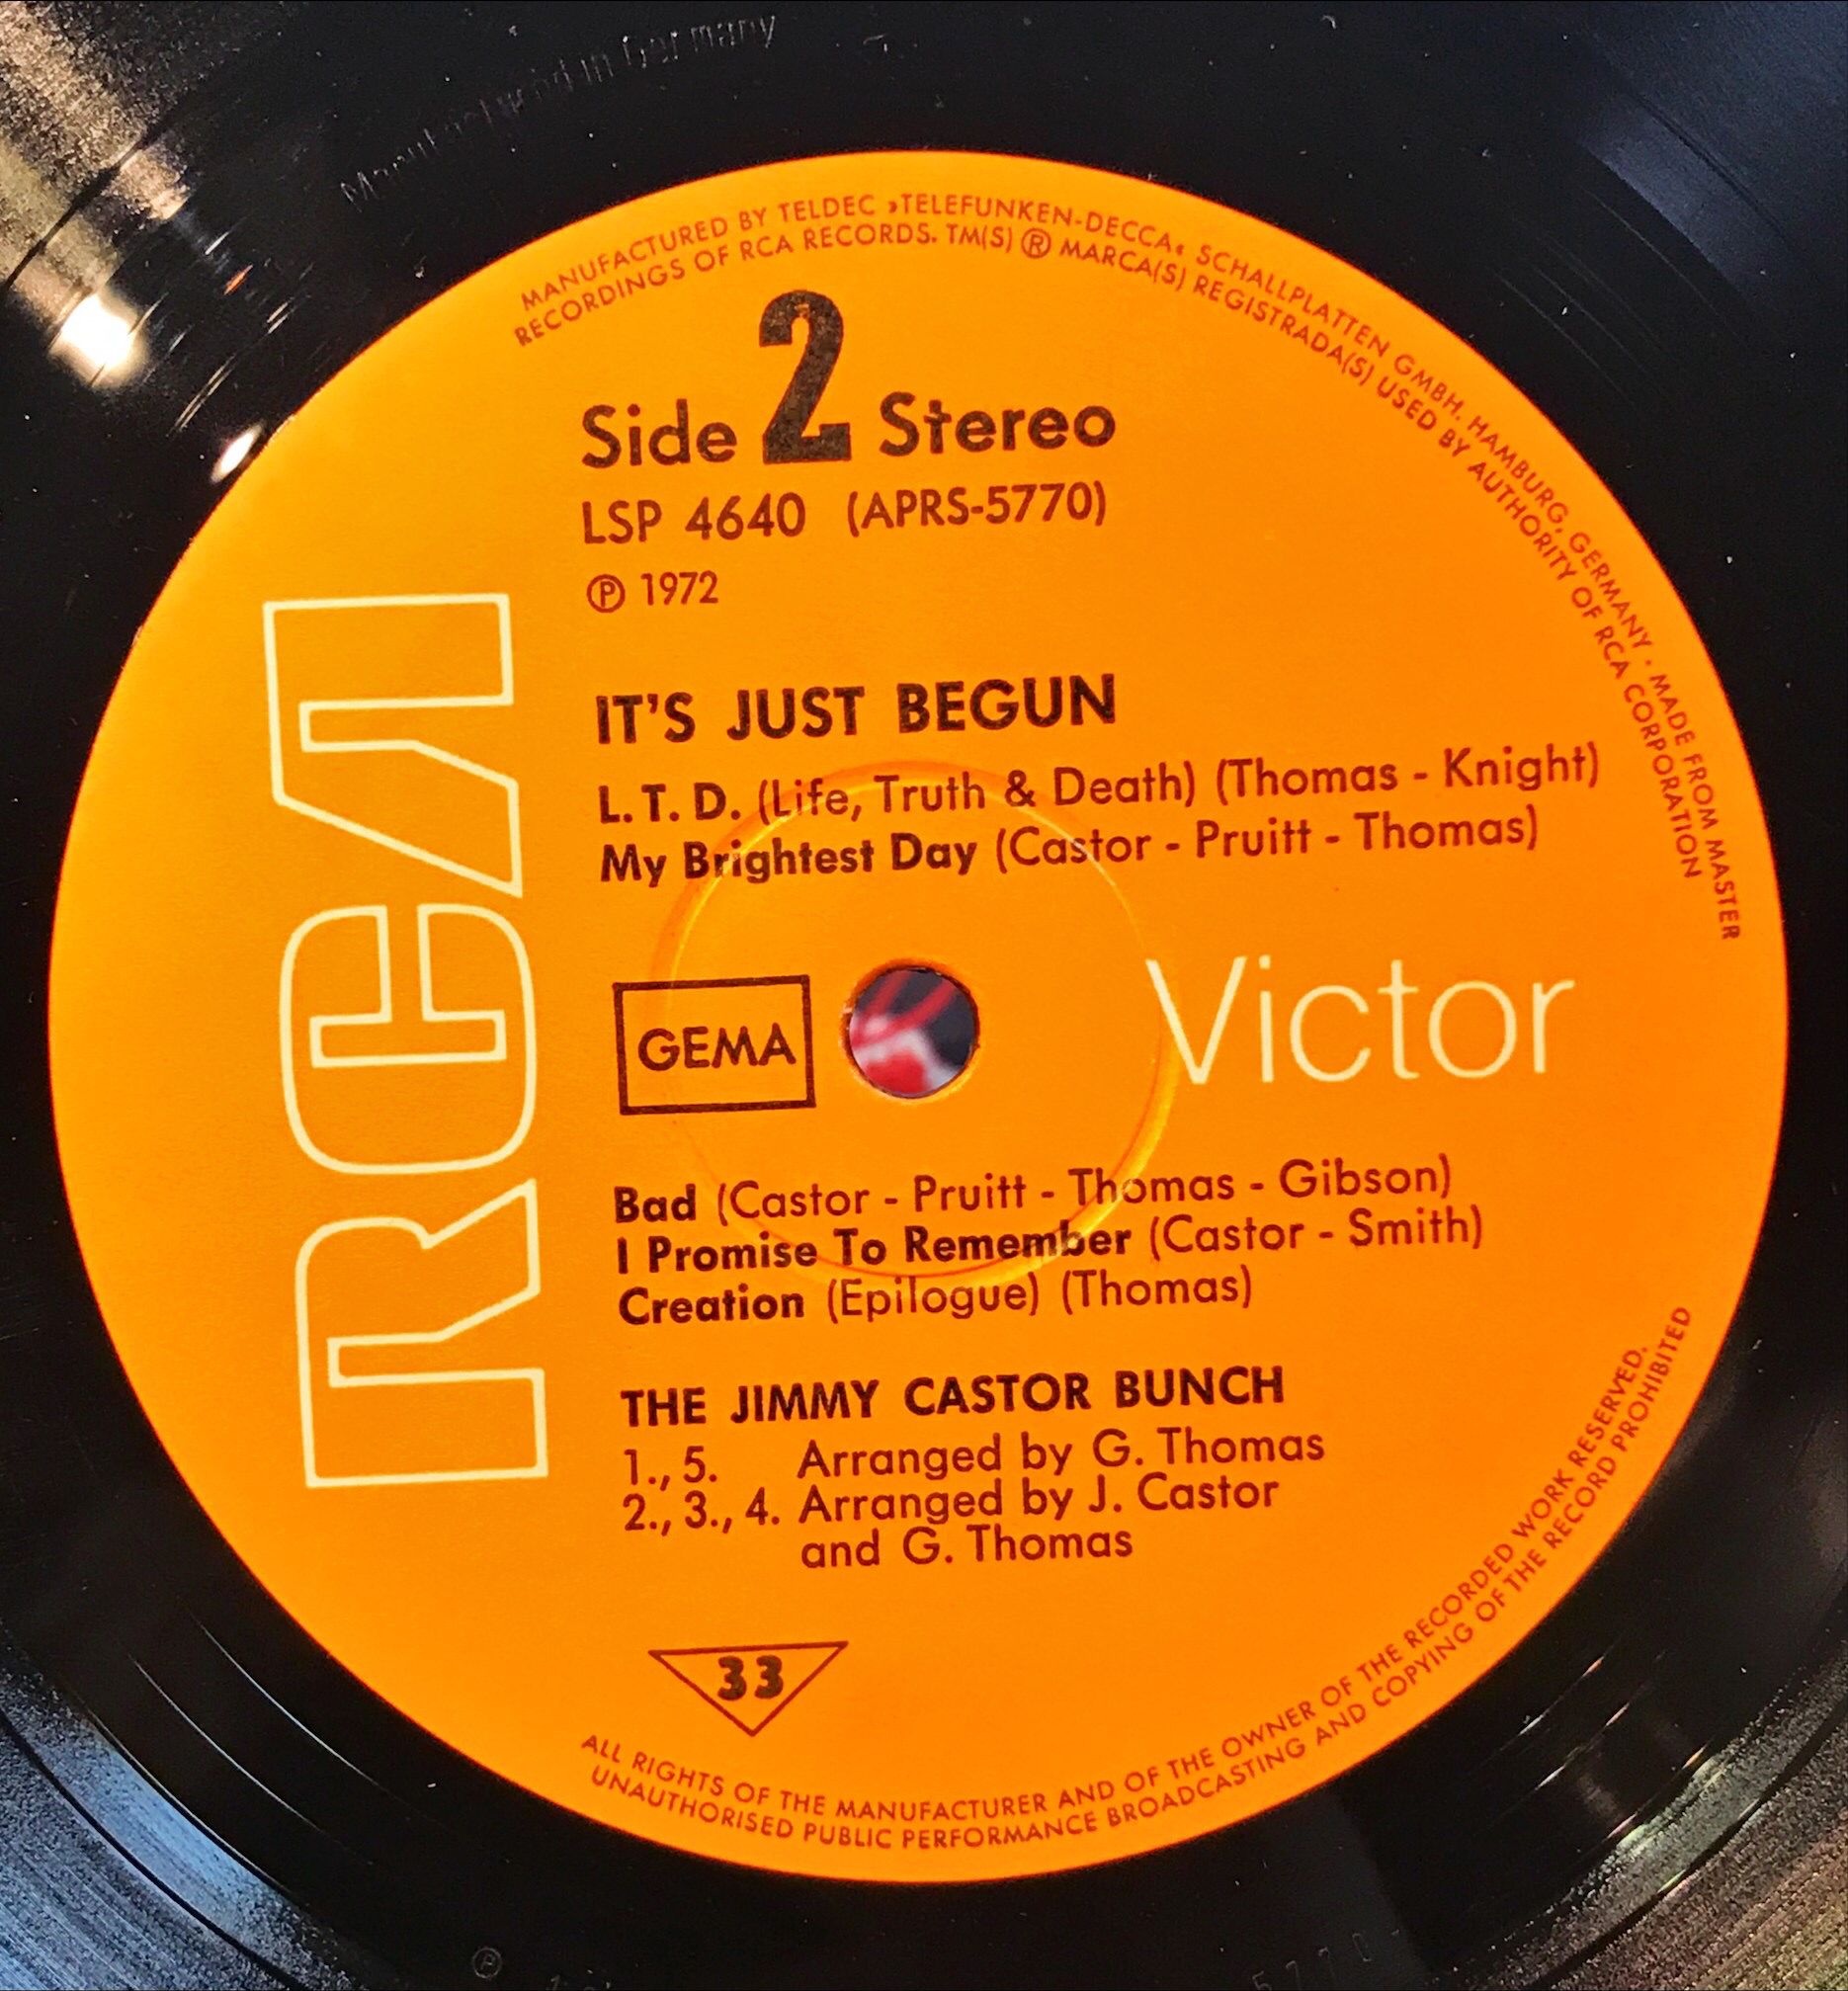 Manufactured in Germany
MANUFACTURED BY TELDEC »TELEFUNKEN-DECCA« SCHALLPLATTEN GMBH. HAMBURG, GERMANY · MADE FROM MASTER
RECORDINGS OF RCA RECORDS. TM(S) ® MARCA(S) REGISTRADA(S) USED BY AUTHORITY OF RCA CORPORATION
Side 2 Stereo
LSP 4640 (APRS-5770)
℗ 1972
RCA
IT'S JUST BEGUN
L.T.D. (Life, Truth & Death) (Thomas - Knight)
My Brightest Day (Castor - Pruitt - Thomas)
GEMA
Victor
Bad (Castor - Pruitt - Thomas - Gibson)
I Promise To Remember (Castor - Smith)
Creation (Epilogue) (Thomas)
THE JIMMY CASTOR BUNCH
1., 5. Arranged by G. Thomas
2., 3., 4. Arranged by J. Castor
and G. Thomas
33
ALL RIGHTS OF THE MANUFACTURER AND OF THE OWNER OF THE RECORDED WORK RESERVED.
UNAUTHORISED PUBLIC PERFORMANCE BROADCASTING AND COPYING OF THE RECORD PROHIBITED
℗
5770-